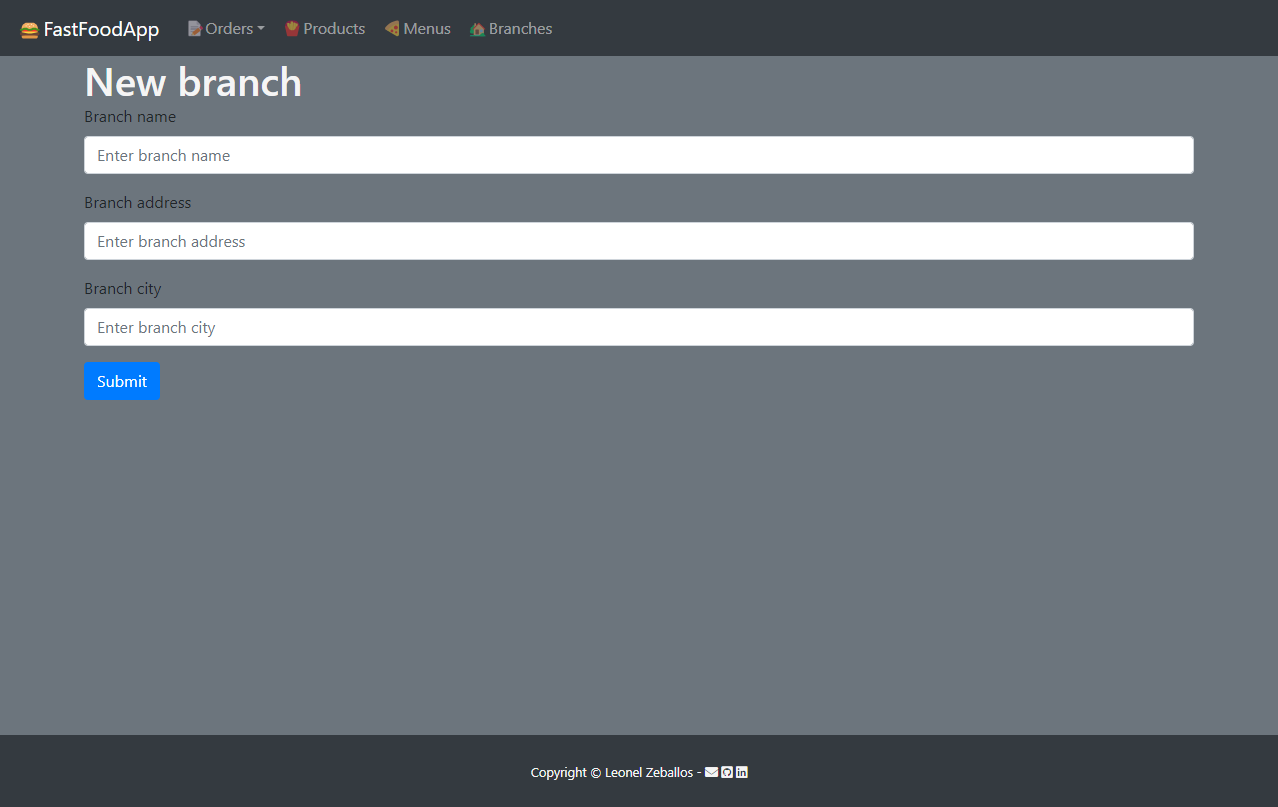 FastFoodApp Orders Products Menus Branches
New branch
Branch name
Enter branch name
Branch address
Enter branch address
Branch city
Enter branch city
Submit
Copyright © Leonel Zeballos -